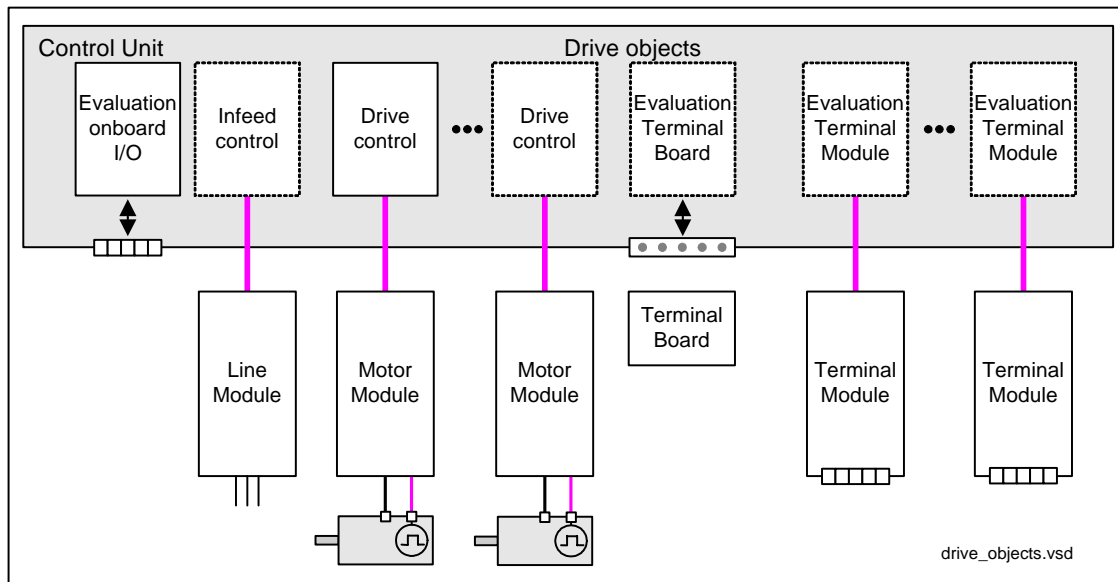 Control Unit
Drive objects
Evaluation
onboard
I/O
Infeed
control
Drive
control
Drive
control
Evaluation
Terminal
Board
Evaluation
Terminal
Module
Evaluation
Terminal
Module
Line
Module
Motor
Module
Motor
Module
Terminal
Board
Terminal
Module
Terminal
Module
drive_objects.vsd